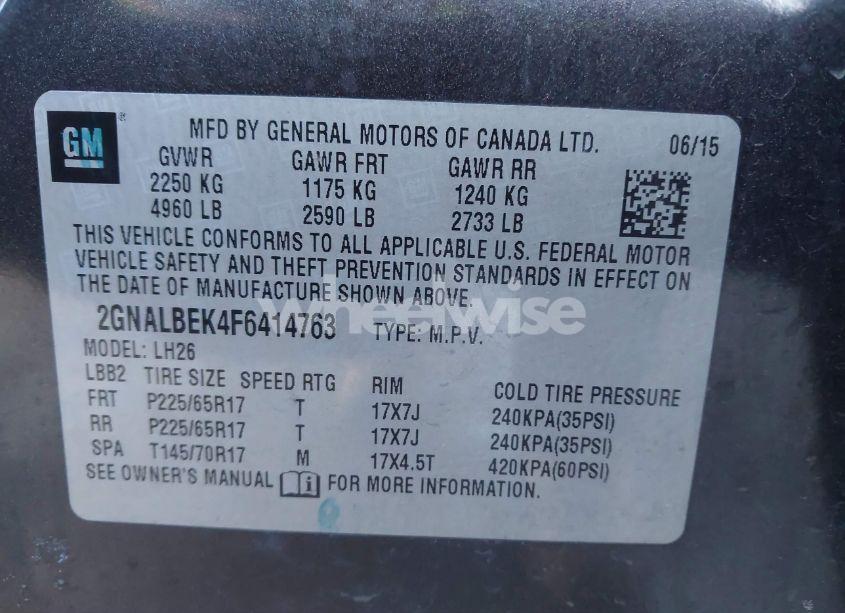 GM
MFD BY GENERAL MOTORS OF CANADA LTD. 06/15
GVWR GAWR FRT GAWR RR
2250 KG 1175 KG 1240 KG
4960 LB 2590 LB 2733 LB
THIS VEHICLE CONFORMS TO ALL APPLICABLE U.S. FEDERAL MOTOR
VEHICLE SAFETY AND THEFT PREVENTION STANDARDS IN EFFECT ON
THE DATE OF MANUFACTURE SHOWN ABOVE.
wheelwise
2GNALBEK4F6414763 TYPE: M.P.V.
MODEL: LH26
LBB2 TIRE SIZE SPEED RTG RIM COLD TIRE PRESSURE
FRT P225/65R17 T 17X7J 240KPA(35PSI)
RR P225/65R17 T 17X7J 240KPA(35PSI)
SPA T145/70R17 M 17X4.5T 420KPA(60PSI)
SEE OWNER'S MANUAL i FOR MORE INFORMATION.